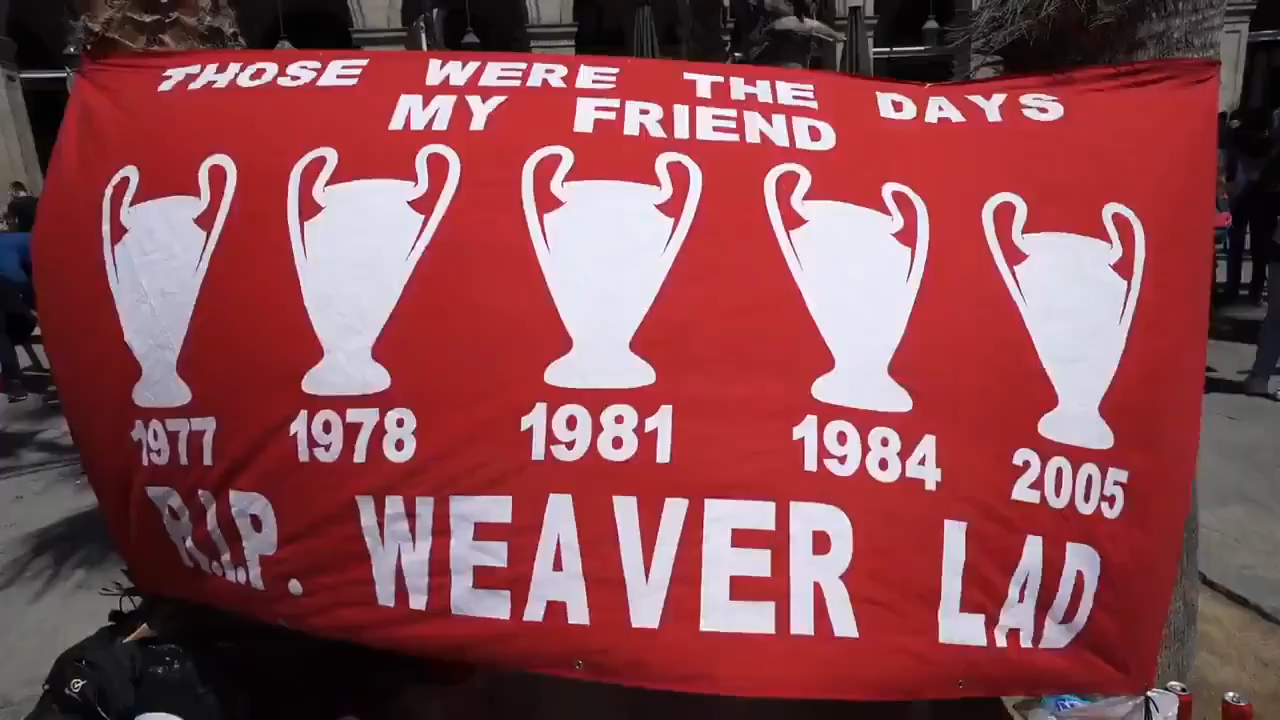 THOSE WERE THE DAYS
MY FRIEND
1977 1978 1981 1984 2005
R.I.P. WEAVER LAD